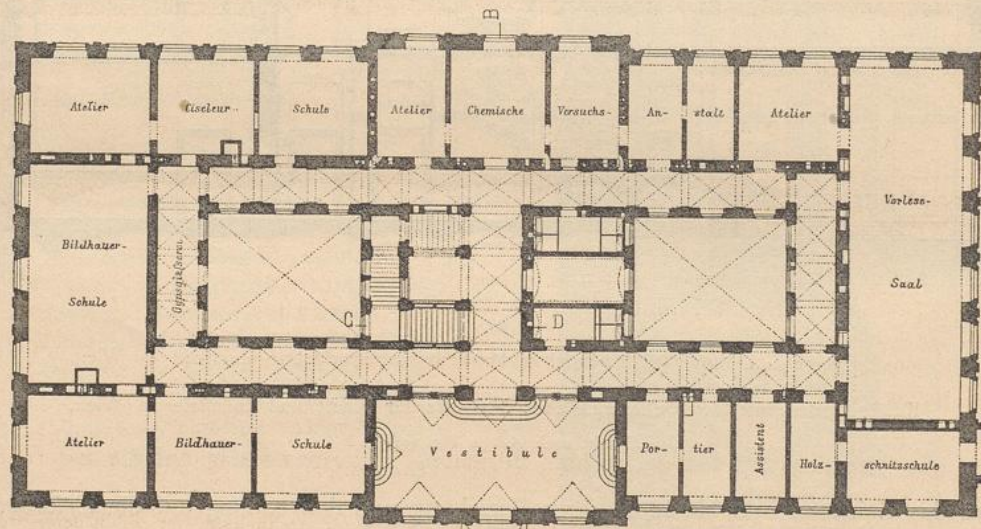 B
Atelier
Ciseleur-
Schule
Atelier
Chemische
Versuchs-
An-
stalt
Atelier
Vorlese-
Saal
Bildhauer-
Schule
Gypsgiesserei
C
D
Atelier
Bildhauer-
Schule
Vestibule
Por-
tier
Assistent
Holz-
schnitzschule